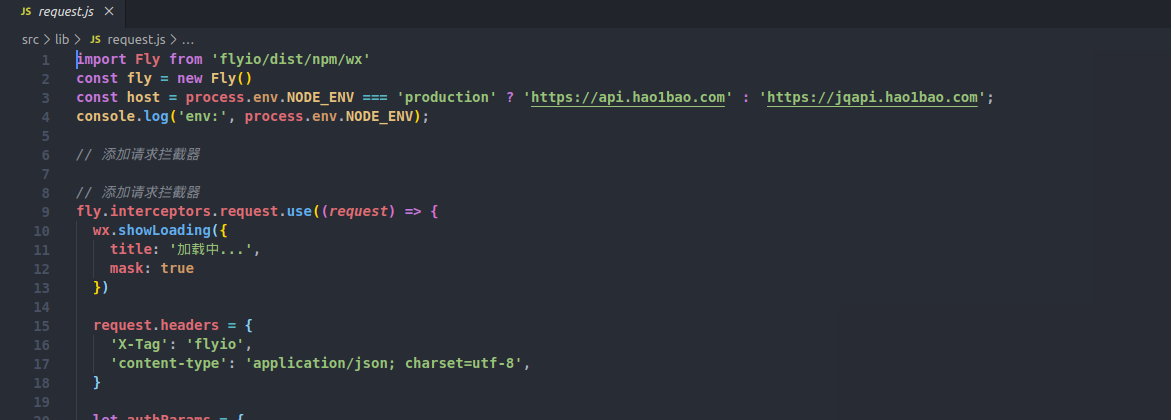 JS request.js ×
src > lib > JS request.js > ...
1 import Fly from 'flyio/dist/npm/wx'
2 const fly = new Fly()
3 const host = process.env.NODE_ENV === 'production' ? 'https://api.hao1bao.com' : 'https://jqapi.hao1bao.com';
4 console.log('env:', process.env.NODE_ENV);
5
6 // 添加请求拦截器
7
8 // 添加请求拦截器
9 fly.interceptors.request.use((request) => {
10 wx.showLoading({
11 title: '加载中...',
12 mask: true
13 })
14
15 request.headers = {
16 'X-Tag': 'flyio',
17 'content-type': 'application/json; charset=utf-8',
18 }
19
20 let authParams = {